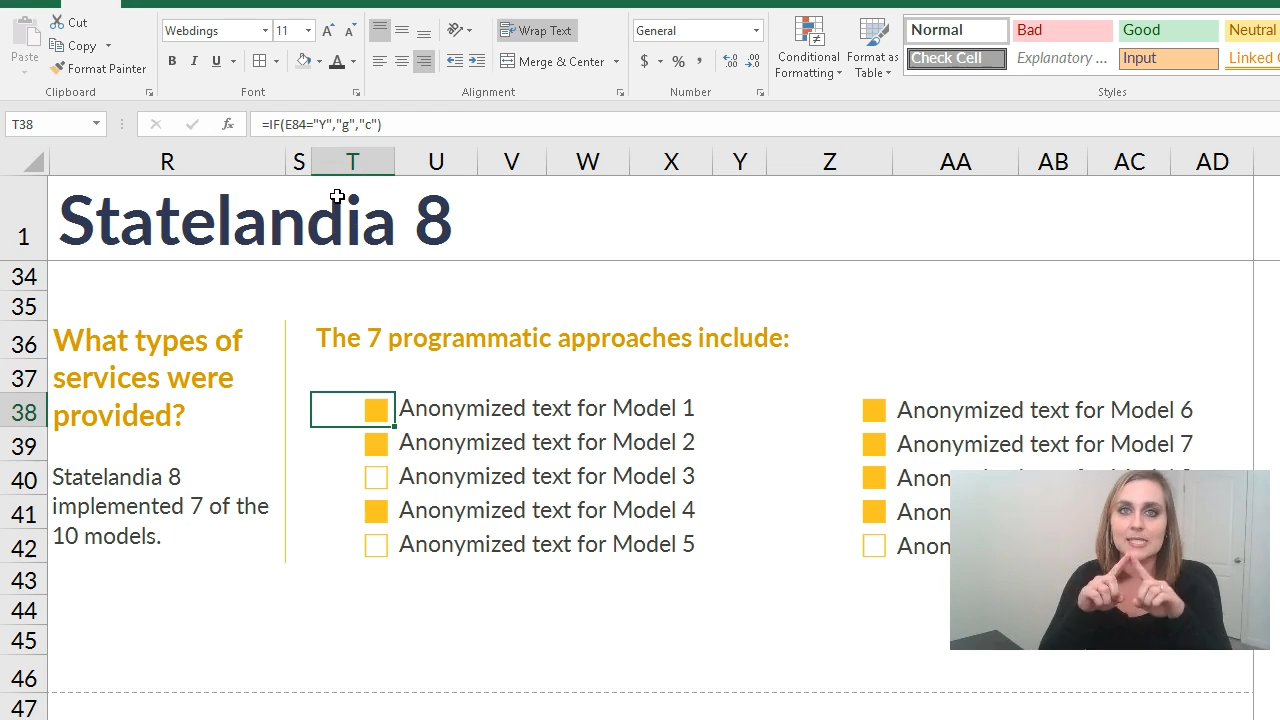 Cut
Copy
Format Painter
Paste
Clipboard
Webdings
11
A A
B I U
A
Font
Wrap Text
Merge & Center
Alignment
General
$ % ,
Number
Conditional
Formatting
Format as
Table
Normal
Bad
Good
Neutral
Check Cell
Explanatory ...
Input
Linked C
Styles
T38
fx
=IF(E84="Y","g","c")
R S T U V W X Y Z AA AB AC AD
1
Statelandia 8
34
35
36
37
38
39
40
41
42
43
44
45
46
47
What types of
services were
provided?
Statelandia 8
implemented 7 of the
10 models.
The 7 programmatic approaches include:
Anonymized text for Model 1
Anonymized text for Model 2
Anonymized text for Model 3
Anonymized text for Model 4
Anonymized text for Model 5
Anonymized text for Model 6
Anonymized text for Model 7
Anon
Anon